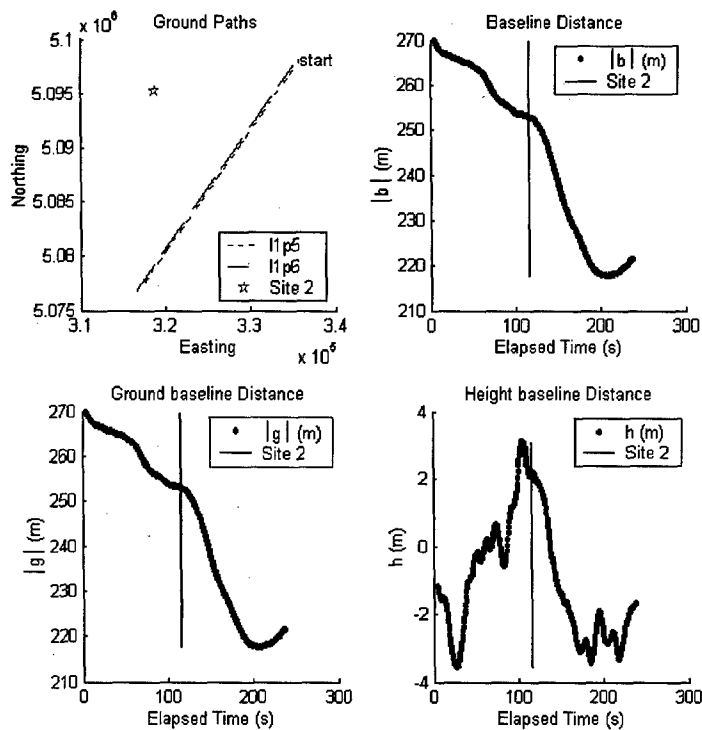 Ground Paths
x 10^6
5.1
5.095
5.09
5.085
5.08
5.075
Northing
start
l1p5
l1p6
Site 2
3.1
3.2
3.3
3.4
Easting
x 10^5
Baseline Distance
270
260
250
240
230
220
210
|b| (m)
|b| (m)
Site 2
0
100
200
300
Elapsed Time (s)
Ground baseline Distance
270
260
250
240
230
220
210
|g| (m)
|g| (m)
Site 2
0
100
200
300
Elapsed Time (s)
Height baseline Distance
4
2
0
-2
-4
h (m)
h (m)
Site 2
0
100
200
300
Elapsed Time (s)